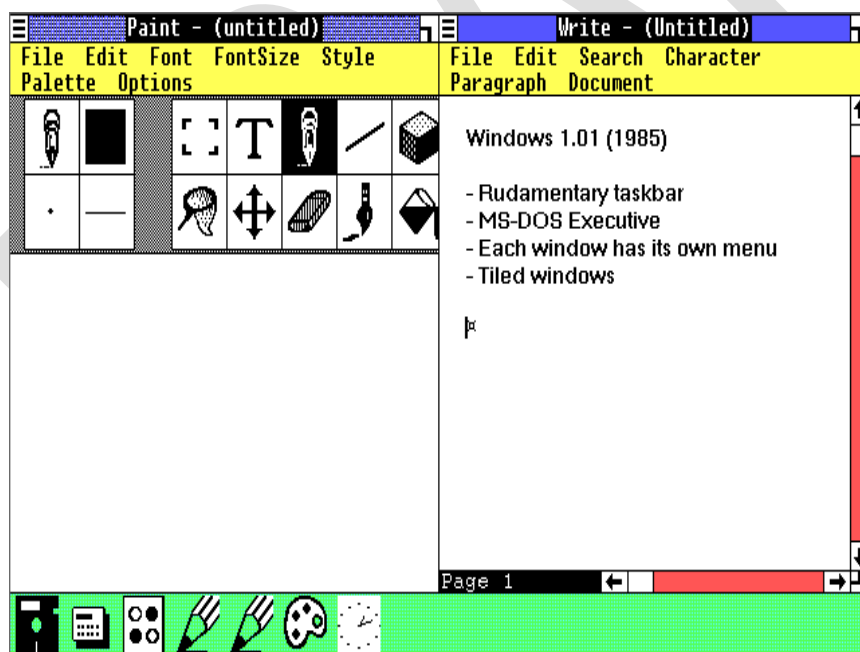 Paint - (untitled)
File Edit Font FontSize Style
Palette Options
T
Write - (Untitled)
File Edit Search Character
Paragraph Document
Windows 1.01 (1985)
- Rudamentary taskbar
- MS-DOS Executive
- Each window has its own menu
- Tiled windows
¤
Page 1